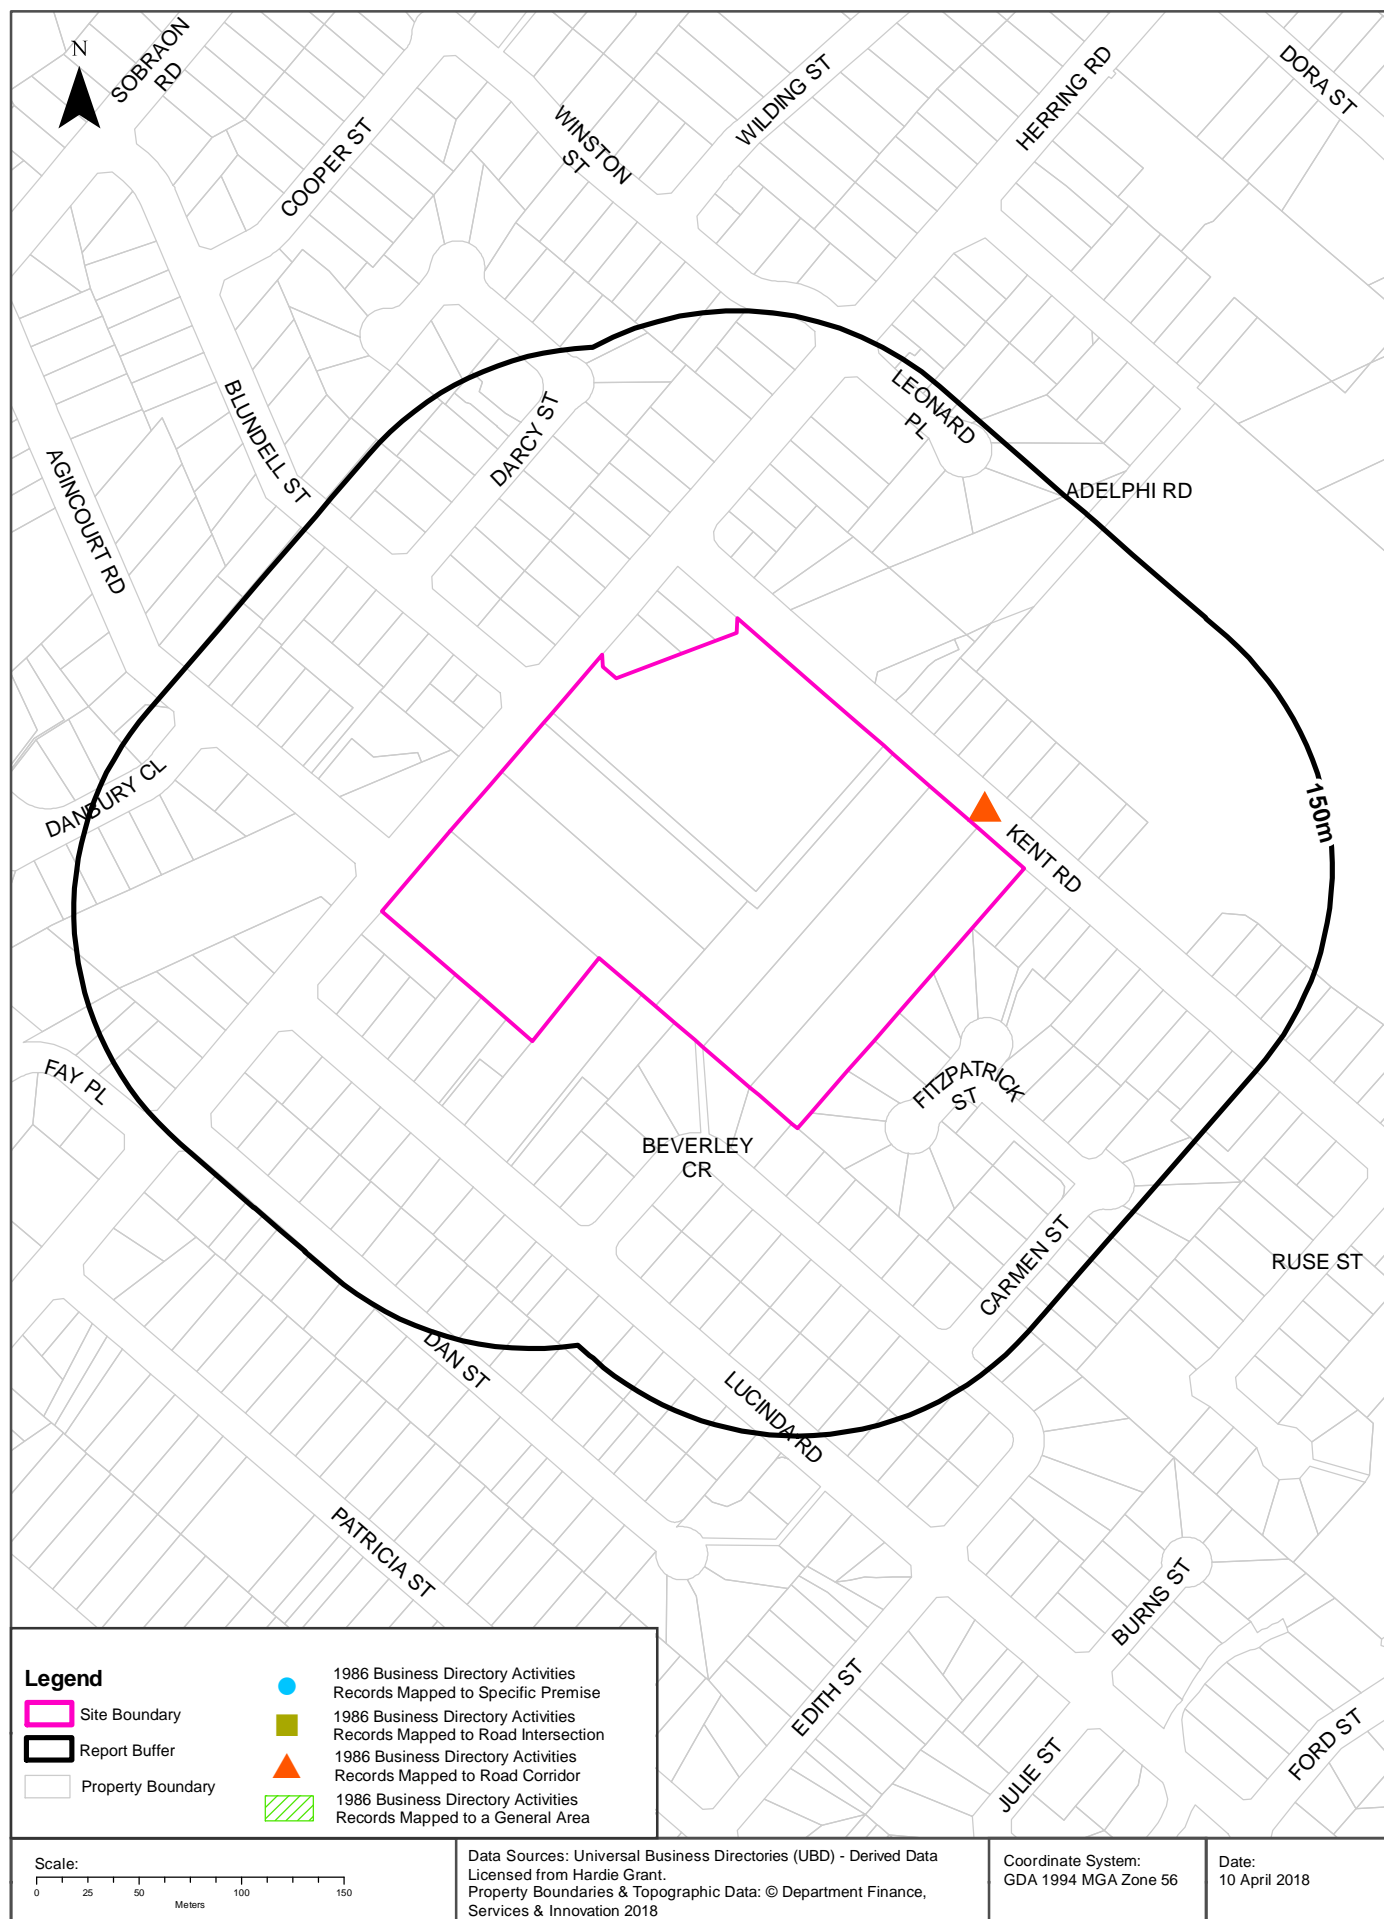 N
SOBRAON
RD
COOPER ST
WINSTON
ST
WILDING ST
HERRING RD
DORA ST
BLUNDELL ST
DARCY ST
LEONARD
PL
AGINCOURT RD
ADELPHI RD
DANBURY CL
150m
KENT RD
FAY PL
FITZPATRICK
ST
BEVERLEY
CR
CARMEN ST
RUSE ST
DAN ST
LUCINDA RD
PATRICIA ST
BURNS ST
EDITH ST
JULIE ST
FORD ST
Legend
Site Boundary
Report Buffer
Property Boundary
1986 Business Directory Activities
Records Mapped to Specific Premise
1986 Business Directory Activities
Records Mapped to Road Intersection
1986 Business Directory Activities
Records Mapped to Road Corridor
1986 Business Directory Activities
Records Mapped to a General Area
Scale:
0 25 50 100 150
Meters
Data Sources: Universal Business Directories (UBD) - Derived Data
Licensed from Hardie Grant.
Property Boundaries & Topographic Data: © Department Finance,
Services & Innovation 2018
Coordinate System:
GDA 1994 MGA Zone 56
Date:
10 April 2018